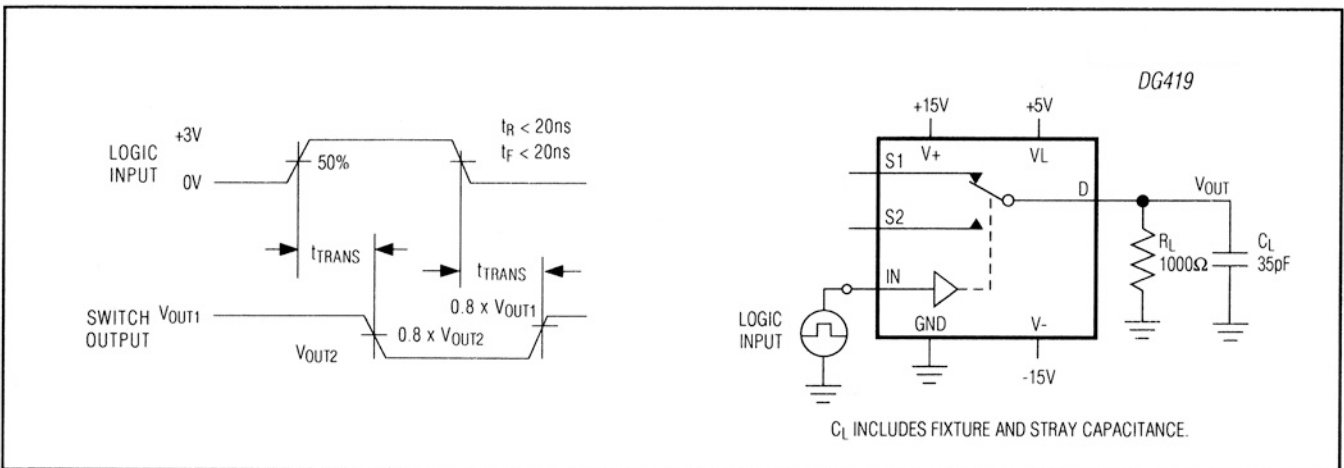 LOGIC
INPUT
+3V
0V
50%
tR < 20ns
tF < 20ns
tTRANS
tTRANS
SWITCH
OUTPUT
VOUT1
VOUT2
0.8 x VOUT1
0.8 x VOUT2
DG419
+15V
+5V
V+
VL
S1
S2
IN
D
VOUT
RL
1000Ω
CL
35pF
LOGIC
INPUT
GND
V-
-15V
CL INCLUDES FIXTURE AND STRAY CAPACITANCE.